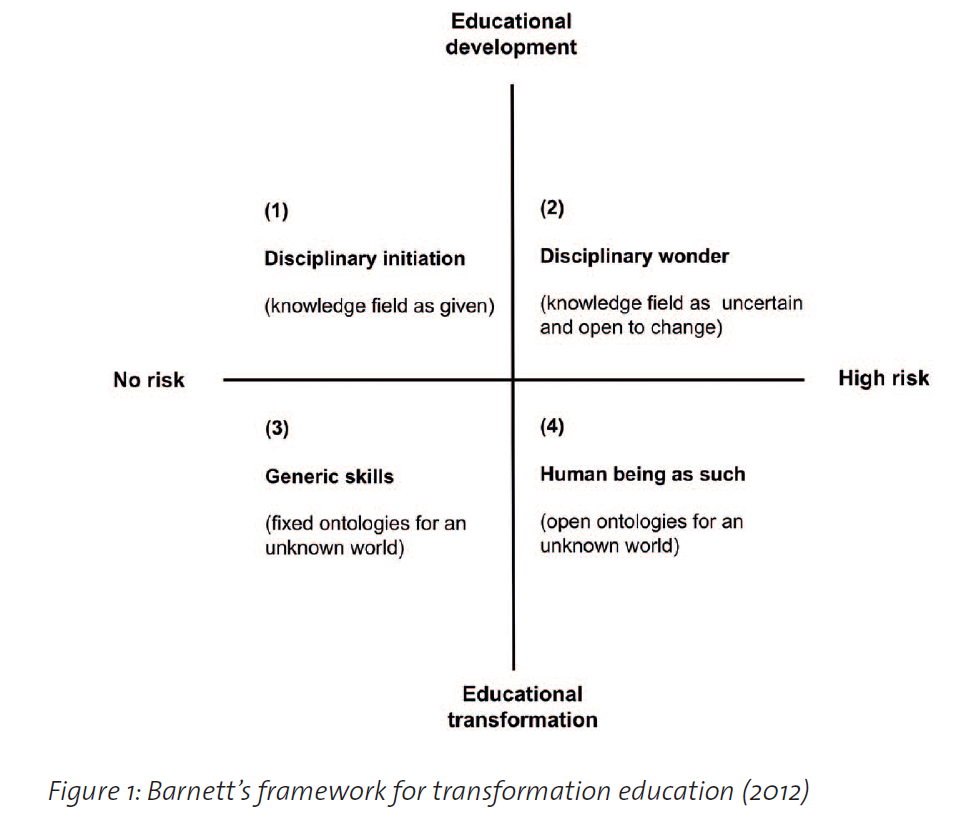 Educational
development
(1)
Disciplinary initiation
(knowledge field as given)
(2)
Disciplinary wonder
(knowledge field as uncertain
and open to change)
No risk
High risk
(3)
Generic skills
(fixed ontologies for an
unknown world)
(4)
Human being as such
(open ontologies for an
unknown world)
Educational
transformation
Figure 1: Barnett's framework for transformation education (2012)